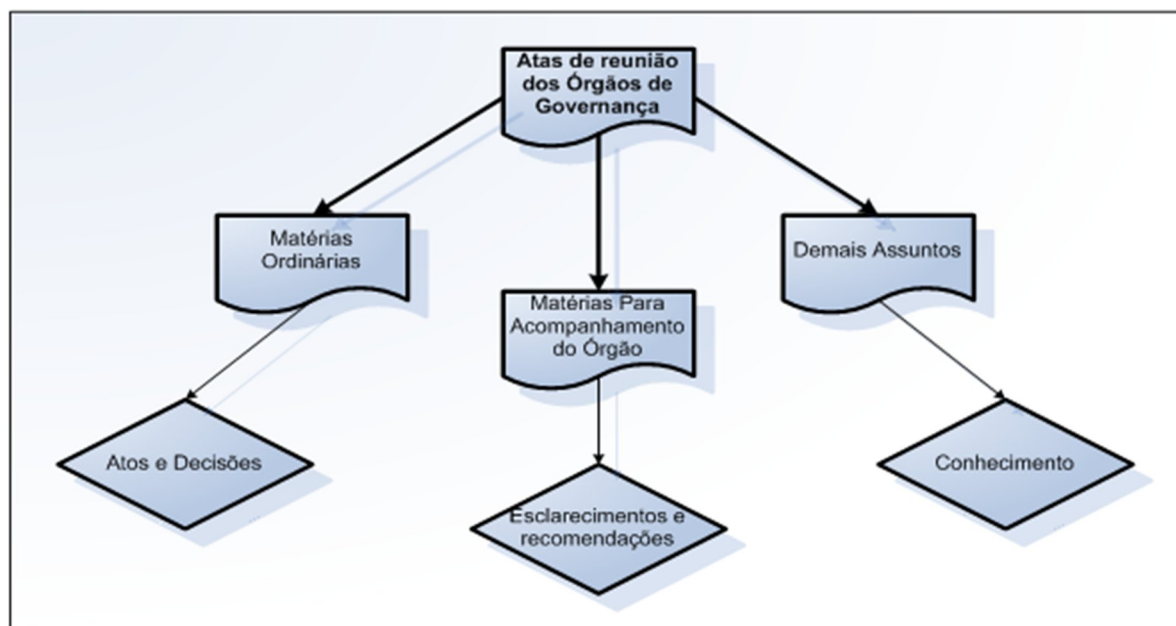 Atas de reunião
dos Órgãos de
Governança
Matérias
Ordinárias
Demais Assuntos
Matérias Para
Acompanhamento
do Órgão
Atos e Decisões
Conhecimento
Esclarecimentos e
recomendações